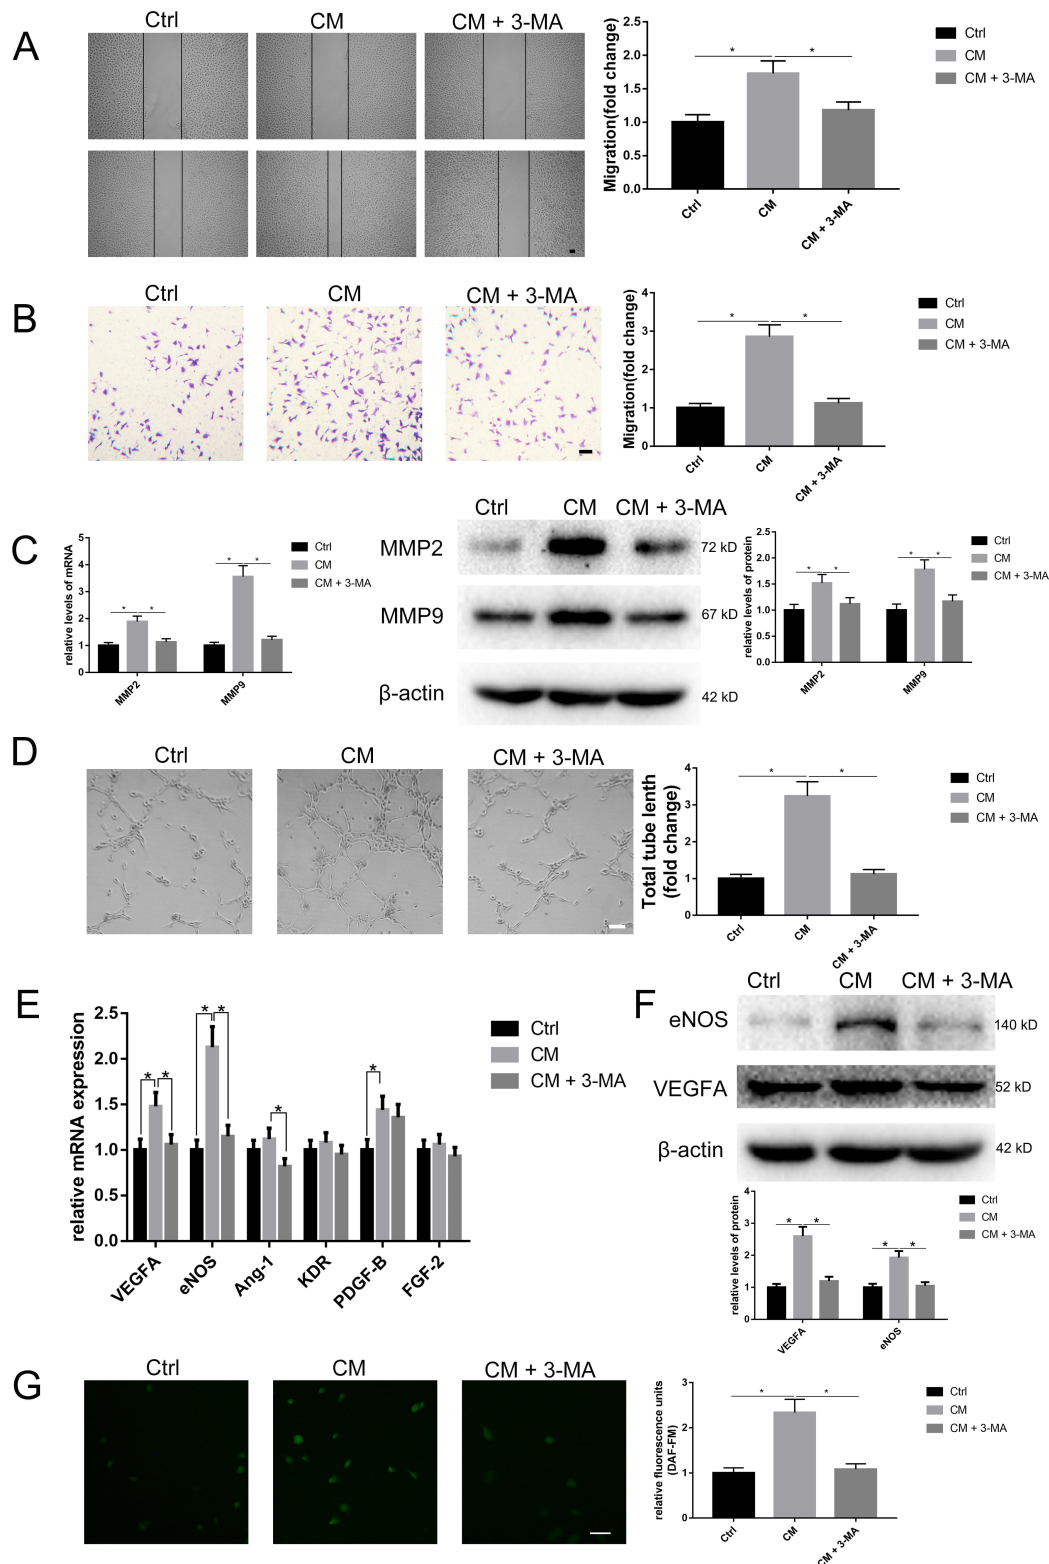 A
Ctrl
CM
CM + 3-MA
Migration(fold change)
2.5
2.0
1.5
1.0
0.5
0.0
*
*
Ctrl
CM
CM + 3-MA
Ctrl
CM
CM + 3-MA
B
Ctrl
CM
CM + 3-MA
Migration(fold change)
4
3
2
1
0
*
*
Ctrl
CM
CM + 3-MA
Ctrl
CM
CM + 3-MA
C
relative levels of mRNA
5
4
3
2
1
0
*
*
*
*
MMP2
MMP9
Ctrl
CM
CM + 3-MA
Ctrl
CM
CM + 3-MA
MMP2
72 kD
MMP9
67 kD
β-actin
42 kD
relative levels of protein
2.5
2.0
1.5
1.0
0.5
0.0
*
*
*
*
MMP2
MMP9
Ctrl
CM
CM + 3-MA
D
Ctrl
CM
CM + 3-MA
Total tube lenth
(fold change)
4
3
2
1
0
*
*
Ctrl
CM
CM + 3-MA
Ctrl
CM
CM + 3-MA
E
relative mRNA expression
2.5
2.0
1.5
1.0
0.5
0.0
*
*
*
*
*
*
VEGFA
eNOS
Ang-1
KDR
PDGF-B
FGF-2
Ctrl
CM
CM + 3-MA
F
Ctrl
CM
CM + 3-MA
eNOS
140 kD
VEGFA
52 kD
β-actin
42 kD
relative levels of protein
4
3
2
1
0
*
*
*
*
VEGFA
eNOS
Ctrl
CM
CM + 3-MA
G
Ctrl
CM
CM + 3-MA
relative fluorescence units
(DAF-FM)
3
2
1
0
*
*
Ctrl
CM
CM + 3-MA
Ctrl
CM
CM + 3-MA